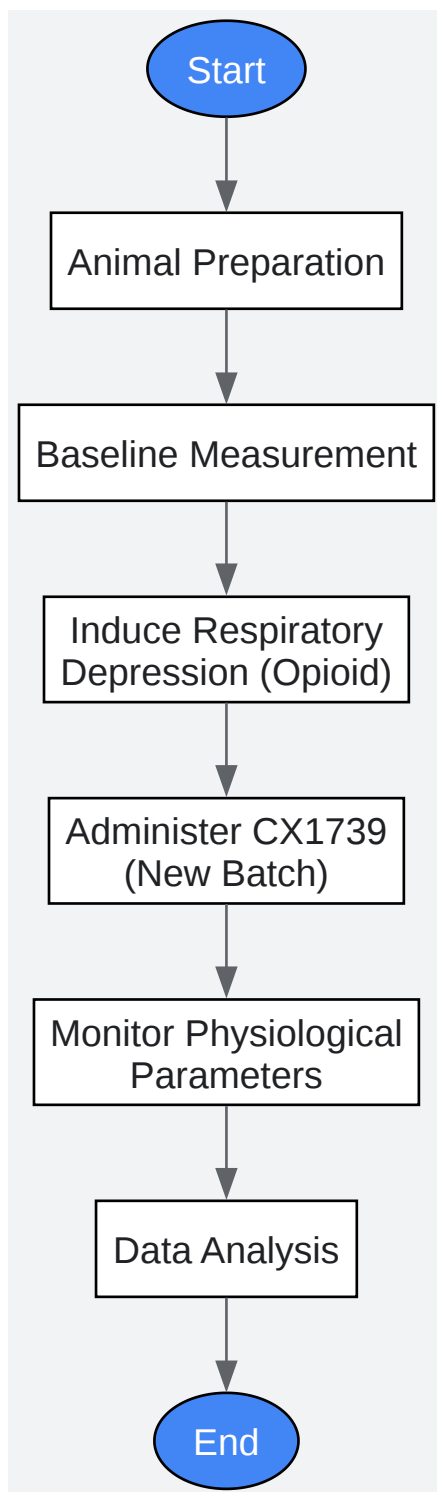 Start
Animal Preparation
Baseline Measurement
Induce Respiratory
Depression (Opioid)
Administer CX1739
(New Batch)
Monitor Physiological
Parameters
Data Analysis
End